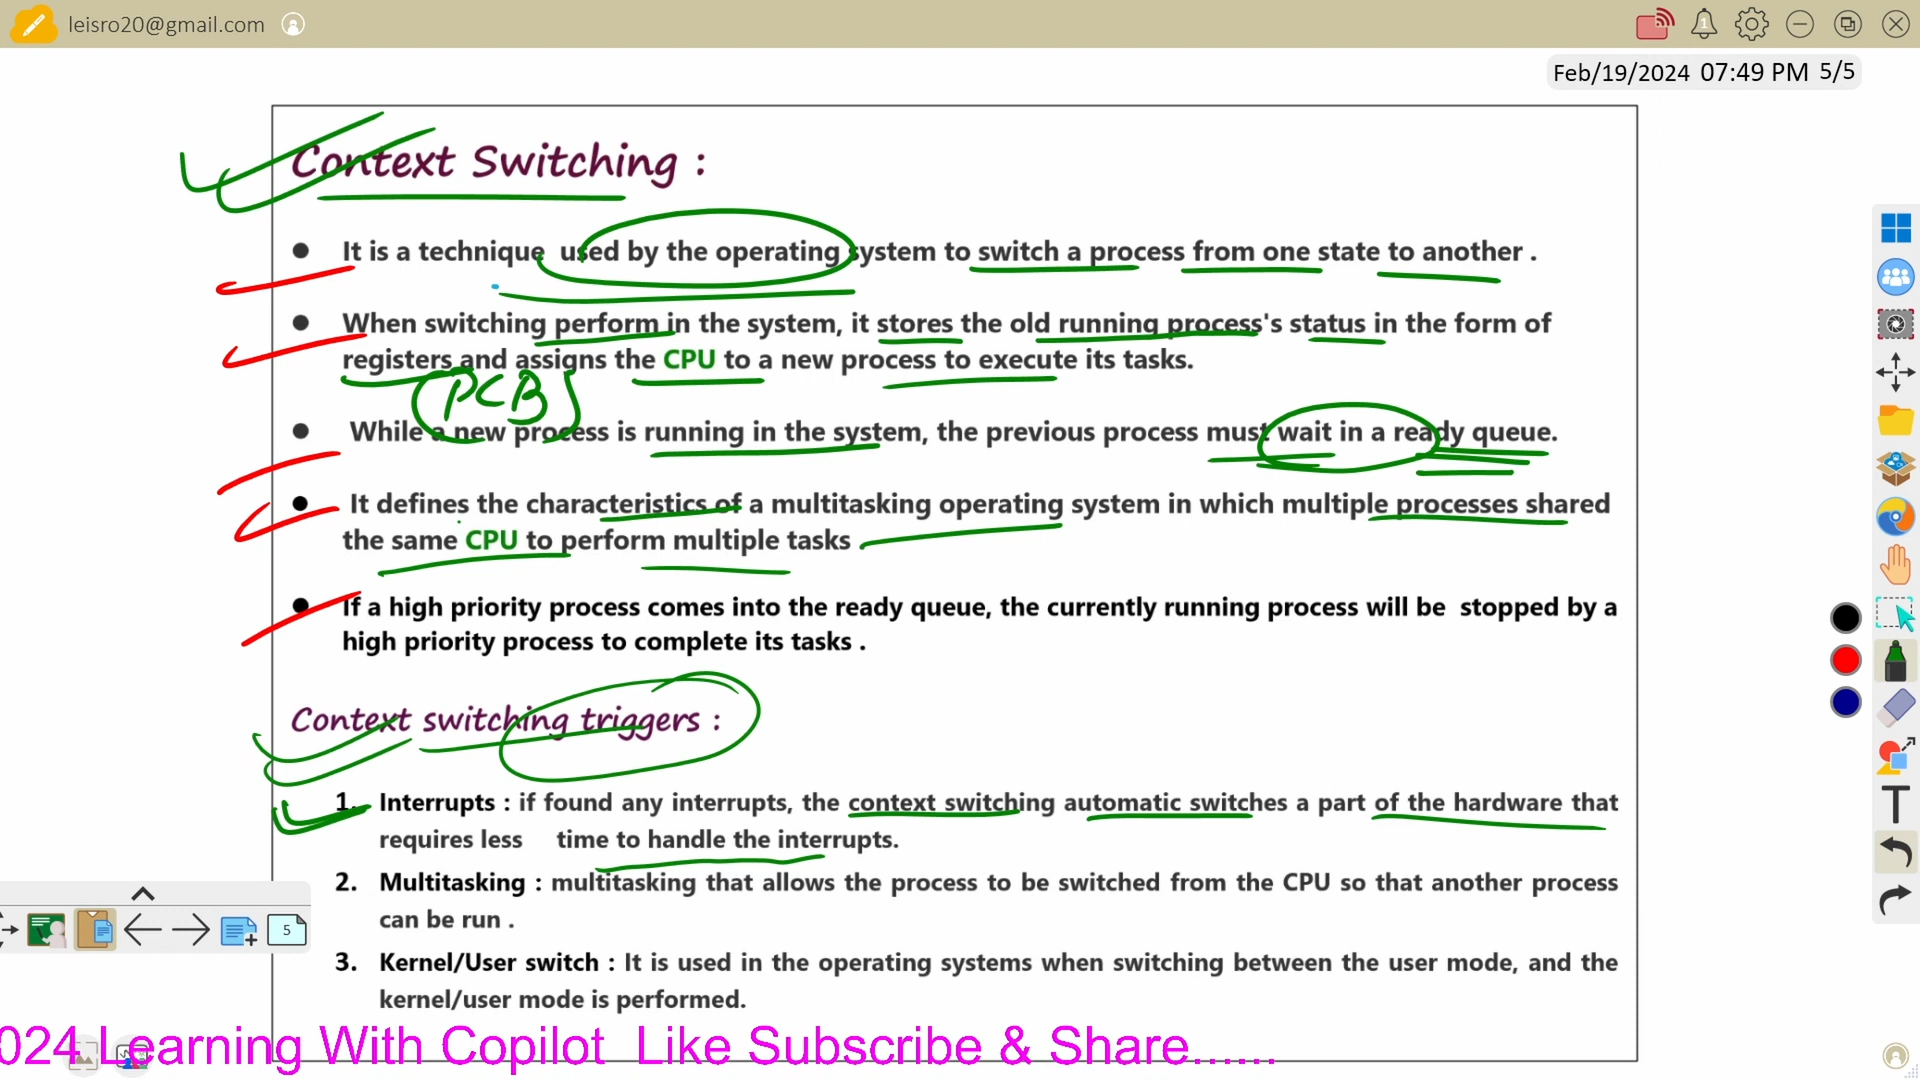 leisro20@gmail.com
1
Feb/19/2024 07:49 PM 5/5
Context Switching :
It is a technique used by the operating system to switch a process from one state to another .
When switching perform in the system, it stores the old running process's status in the form of
registers and assigns the CPU to a new process to execute its tasks.
(PCB)
While a new process is running in the system, the previous process must wait in a ready queue.
It defines the characteristics of a multitasking operating system in which multiple processes shared
the same CPU to perform multiple tasks
If a high priority process comes into the ready queue, the currently running process will be stopped by a
high priority process to complete its tasks .
Context switching triggers :
1. Interrupts : if found any interrupts, the context switching automatic switches a part of the hardware that
requires less time to handle the interrupts.
2. Multitasking : multitasking that allows the process to be switched from the CPU so that another process
can be run .
3. Kernel/User switch : It is used in the operating systems when switching between the user mode, and the
kernel/user mode is performed.
5
024 Learning With Copilot Like Subscribe & Share.......
T